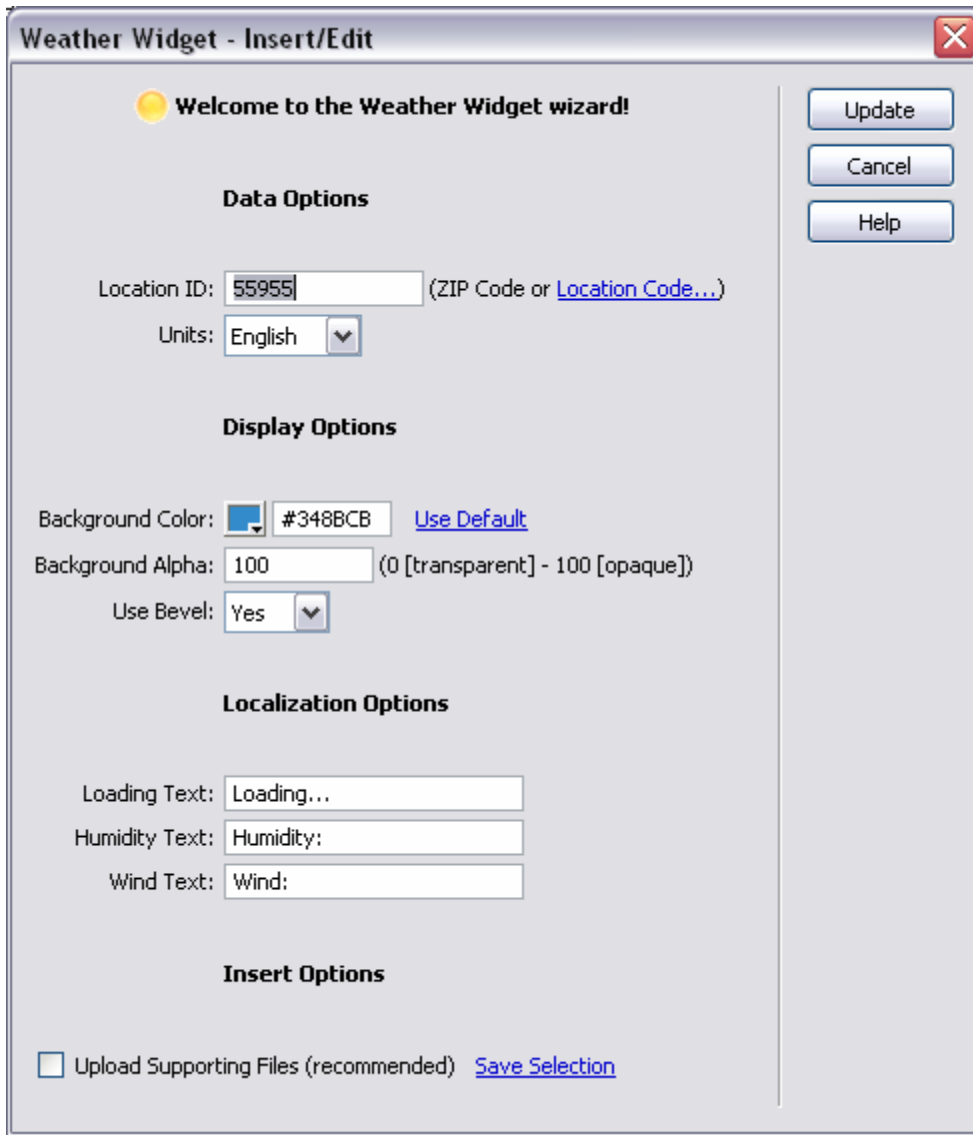 Weather Widget - Insert/Edit
Welcome to the Weather Widget wizard!
Update
Cancel
Help
Data Options
Location ID: 55955 (ZIP Code or Location Code...)
Units: English
Display Options
Background Color: #348BCB Use Default
Background Alpha: 100 (0 [transparent] - 100 [opaque])
Use Bevel: Yes
Localization Options
Loading Text: Loading...
Humidity Text: Humidity:
Wind Text: Wind:
Insert Options
Upload Supporting Files (recommended) Save Selection